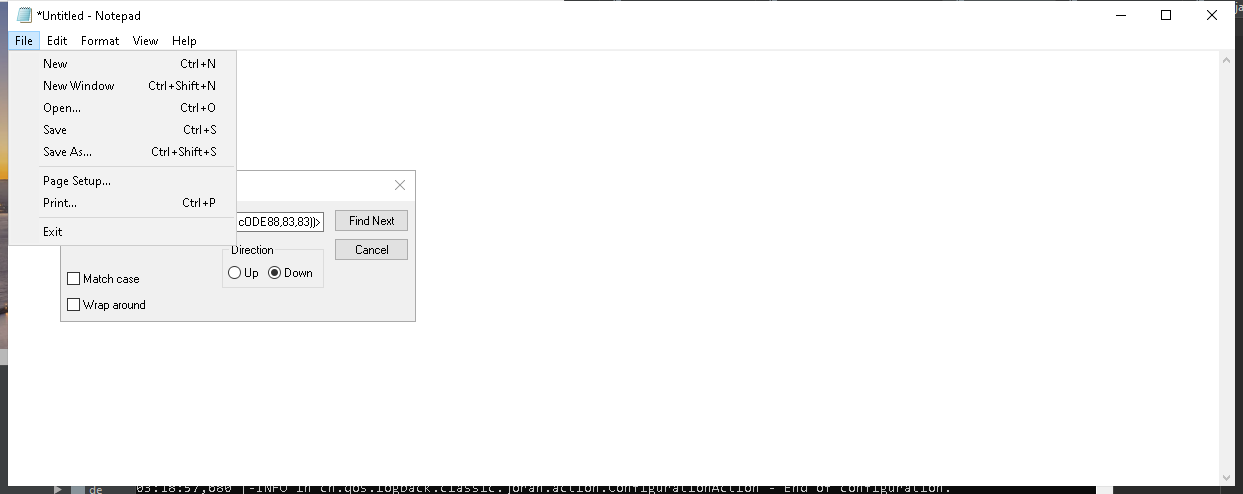 *Untitled - Notepad
File Edit Format View Help
New Ctrl+N
New Window Ctrl+Shift+N
Open... Ctrl+O
Save Ctrl+S
Save As... Ctrl+Shift+S
Page Setup...
Print... Ctrl+P
Exit
cODE88,83,83))>
Find Next
Direction
Cancel
Up Down
Match case
Wrap around
ja
de
03:18:57,680 |-INFO in ch.qos.logback.classic.joran.action.ConfigurationAction - End of configuration.